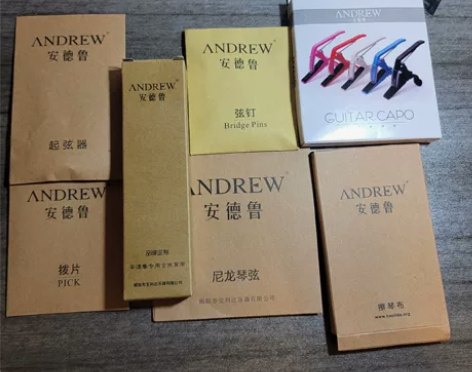 ANDREW
安德鲁
起弦器
ANDREW
安德鲁
ANDREW
安德鲁
弦钉
Bridge Pins
ANDREW
GUITAR CAPO
ANDREW
安德鲁
拨片
PICK
ANDREW
安德鲁
尼龙琴弦
ANDREW
安德鲁
擦琴布